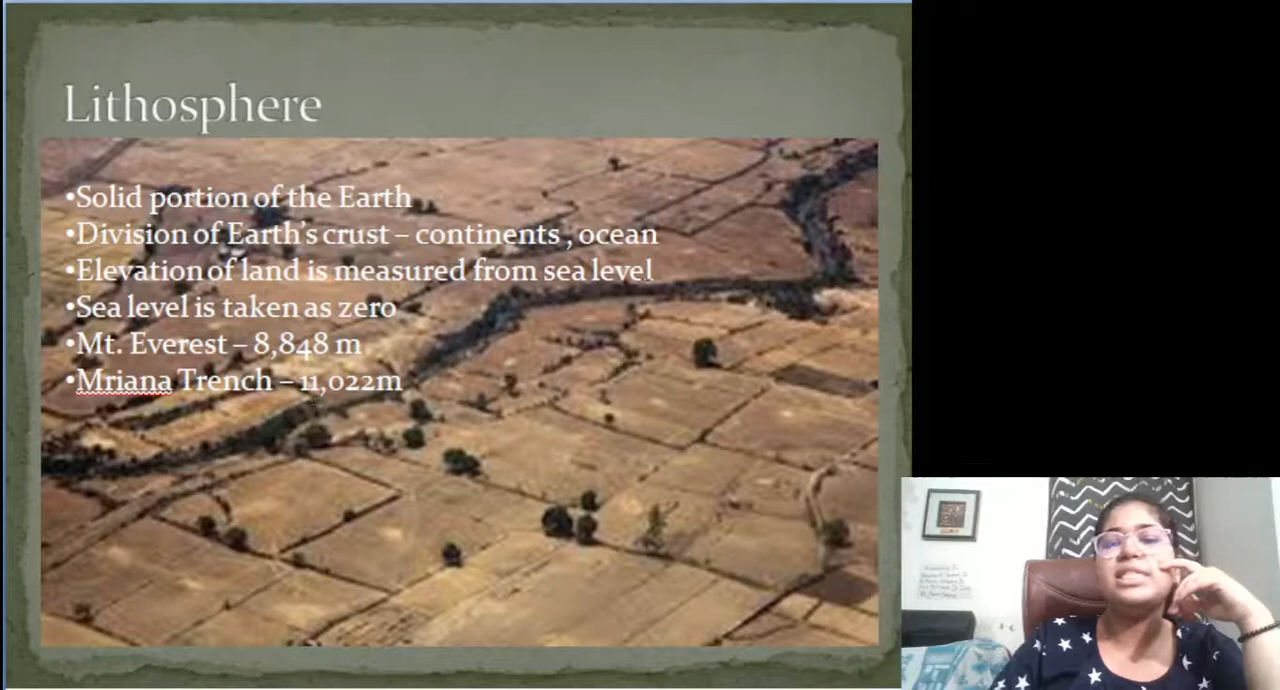 Lithosphere
•Solid portion of the Earth
•Division of Earth's crust – continents , ocean
•Elevation of land is measured from sea level
•Sea level is taken as zero
•Mt. Everest – 8,848 m
•Mriana Trench – 11,022m